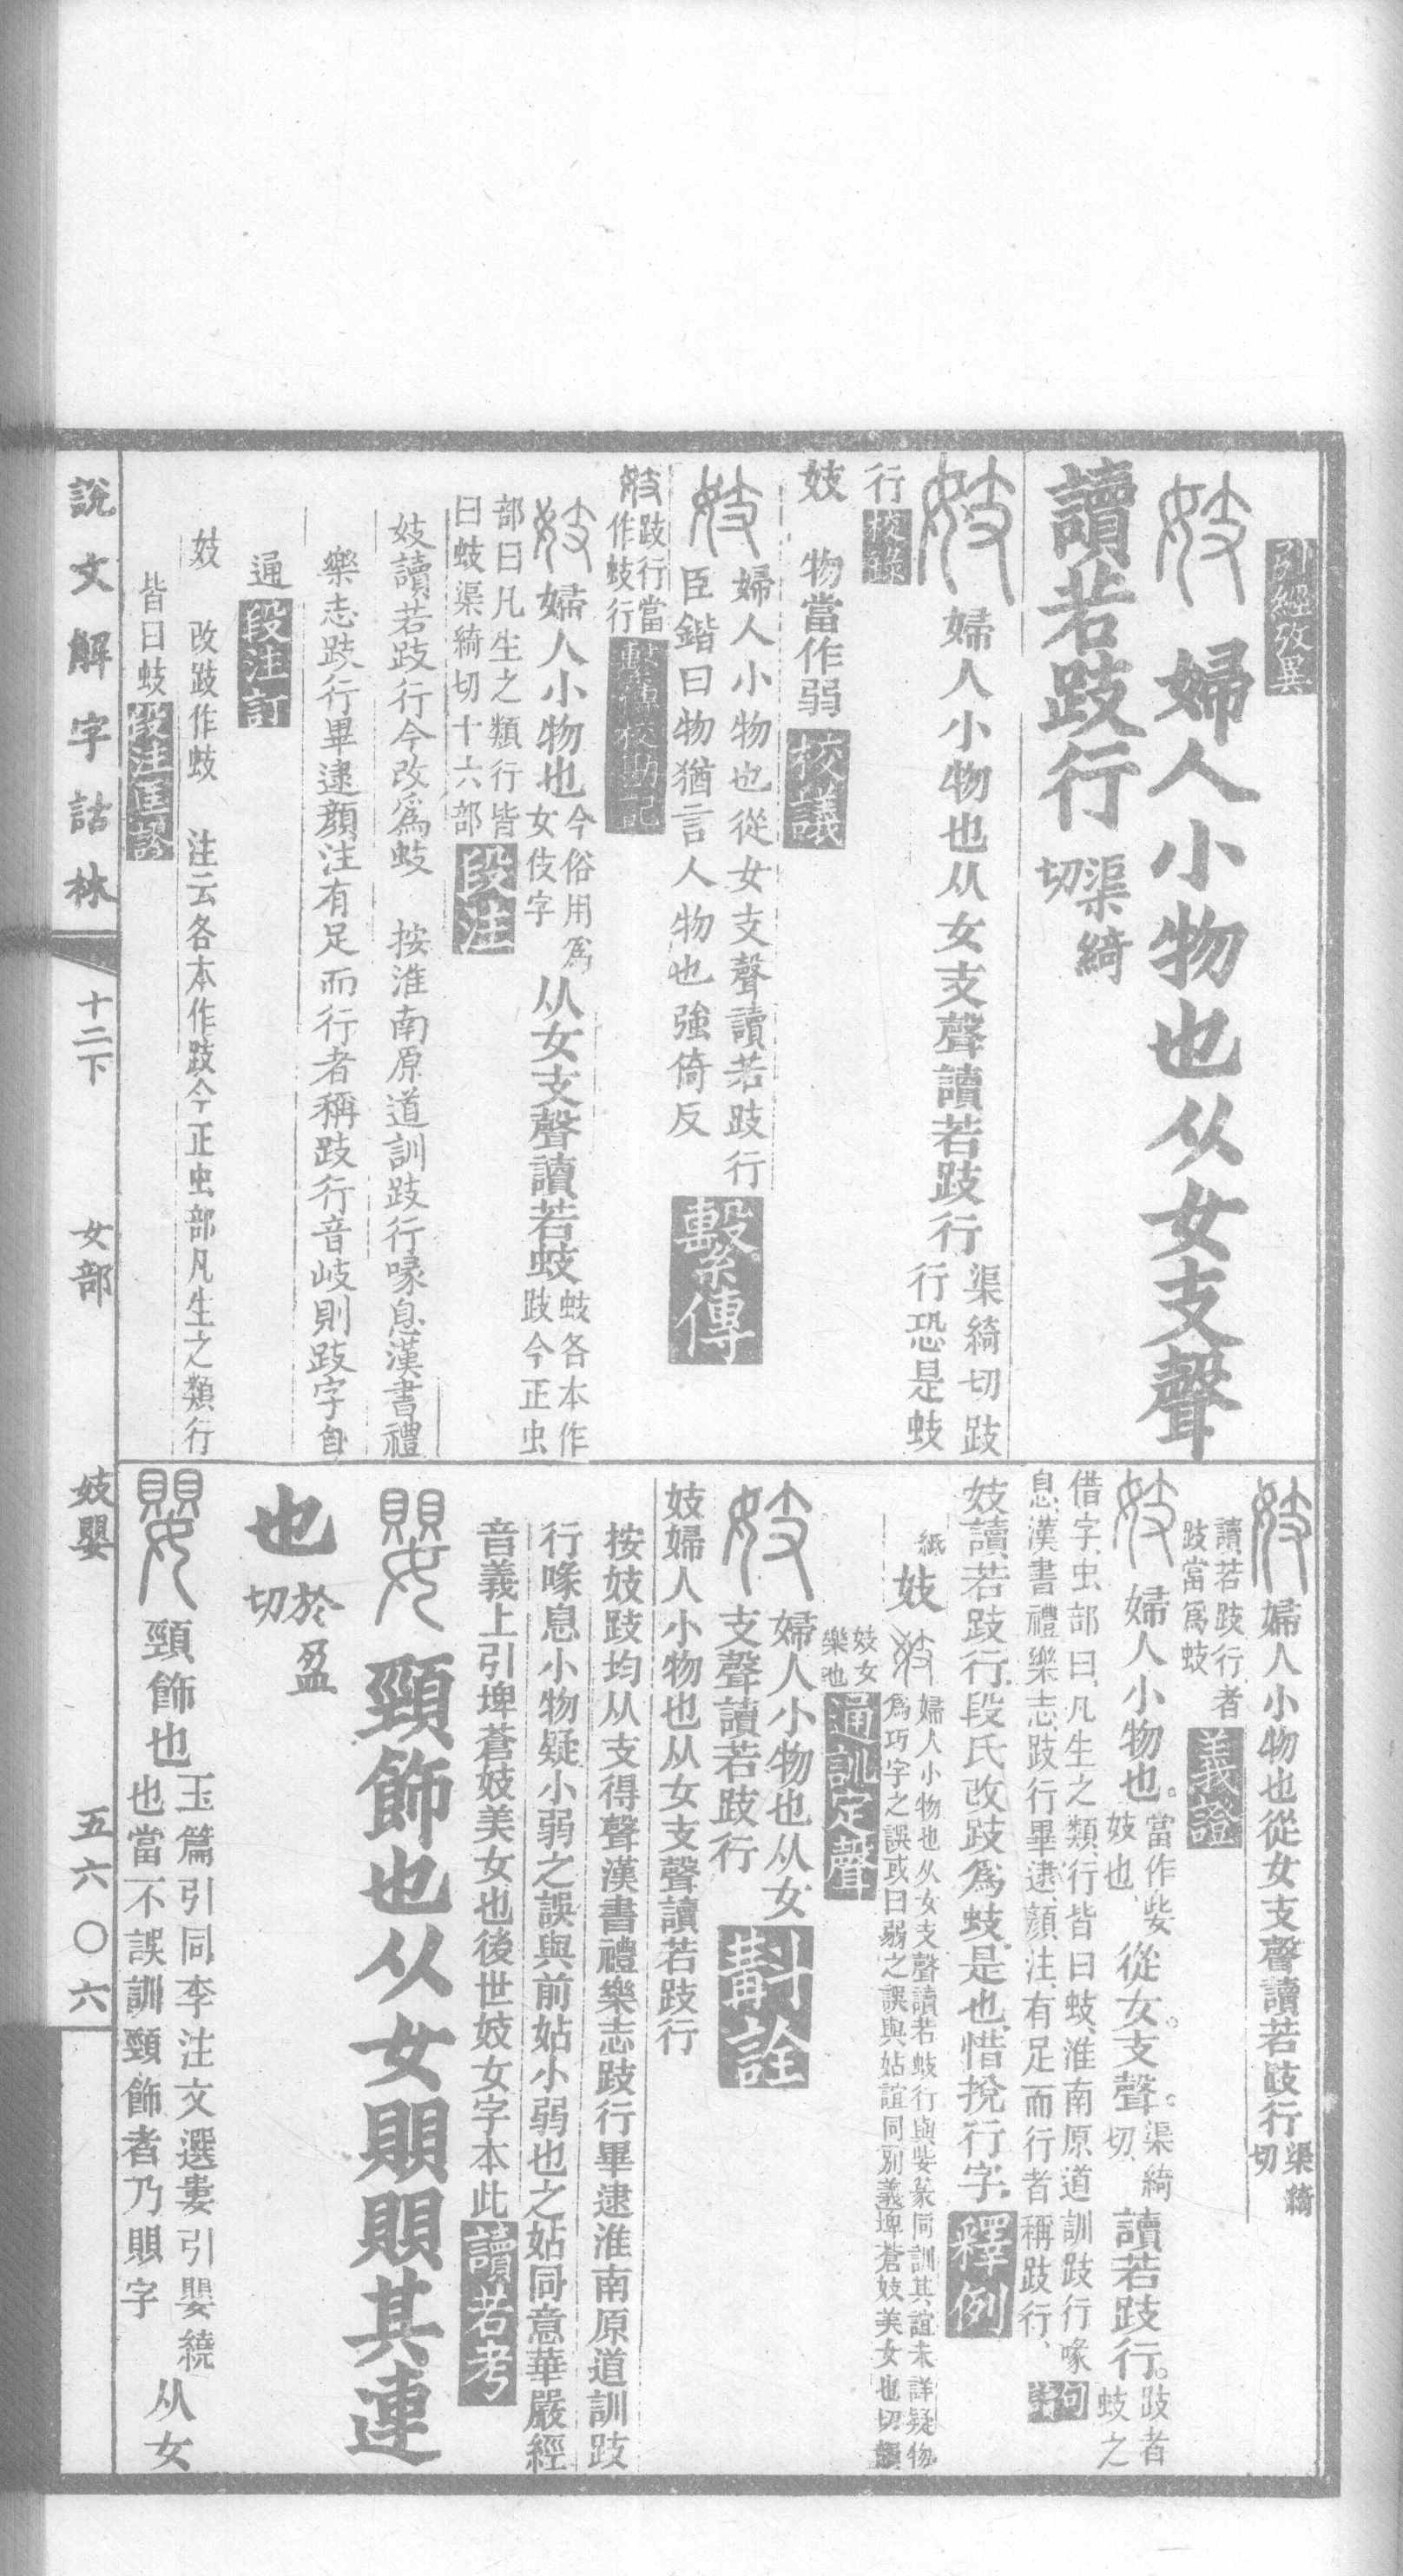 引經攷異
婦人小物也从女支聲
讀若跂行渠綺切
婦人小物也从女支聲讀若跂行渠綺切跂行恐是蚑
行校錄
妓 物當作弱校議
婦人小物也從女支聲讀若跂行
臣鍇曰物猶言人物也強倚反繫傳
跂行當作蚑行繫傳校勘記
婦人小物也今俗用爲女伎字从女支聲讀若蚑蚑各本作跂今正虫
部曰凡生之類行皆曰蚑渠綺切十六部段注
妓讀若跂行今改爲蚑 按淮南原道訓跂行喙息漢書禮
樂志跂行畢逮顏注有足而行者稱跂行音岐則跂字自
通段注訂
妓 改跂作蚑 注云各本作跂今正虫部凡生之類行
皆曰蚑段注匡謬
婦人小物也從女支聲讀若跂行渠綺切
讀若跂行者跂當爲蚑義證
婦人小物也。當作姕妓也、從女。支聲。渠綺切、讀若跂行。跂者蚑之
借字、虫部曰、凡生之類、行皆曰蚑、淮南原道訓跂行喙
息、漢書禮樂志、跂行畢逮、顏注、有足而行者稱跂行、句讀
妓讀若跂行、段氏改跂爲蚑、是也、惜挩行字、釋例
紙
妓 婦人小物也从女支聲讀若蚑行與姕篆同訓其誼未詳疑物爲巧字之誤或曰弱之誤與姑誼同別義埤蒼妓美女也切韻
妓女樂也通訓定聲
婦人小物也从女支聲讀若跂行斠詮
妓婦人小物也从女支聲讀若跂行
按妓跂均从支得聲漢書禮樂志跂行畢逮淮南原道訓跂
行喙息小物疑小弱之誤與前姑小弱也之姑同意華嚴經
音義上引埤蒼妓美女也後世妓女字本此讀若考
頸飾也从女賏賏其連
也於盈切
頸飾也玉篇引同李注文選婁引嬰繞也當不誤訓頸飾者乃賏字从女
說文解字詁林 十二下 女部 妓嬰 五六〇六